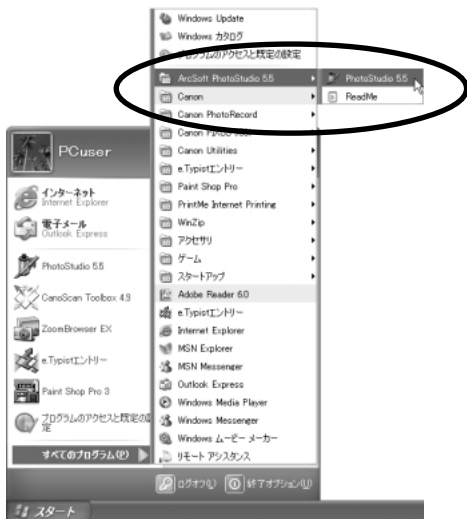 Windows Update
Windows カタログ
プログラムのアクセスと既定の設定
ArcSoft PhotoStudio 5.5
PhotoStudio 5.5
ReadMe
Canon
Canon PhotoRecord
Canon
Canon Utilities
e.Typistエントリー
Paint Shop Pro
PrintMe Internet Printing
WinZip
アクセサリ
ゲーム
スタートアップ
Adobe Reader 6.0
e.Typistエントリー
Internet Explorer
MSN Explorer
MSN Messenger
Outlook Express
Windows Media Player
Windows Messenger
Windows ムービー メーカー
リモート アシスタンス
PCuser
インターネット
Internet Explorer
電子メール
Outlook Express
PhotoStudio 5.5
CanoScan Toolbox 4.9
ZoomBrowser EX
e.Typistエントリー
Paint Shop Pro 3
プログラムのアクセスと既定の
定
すべてのプログラム(P)
ログオフ(L)
終了オプション(U)
スタート